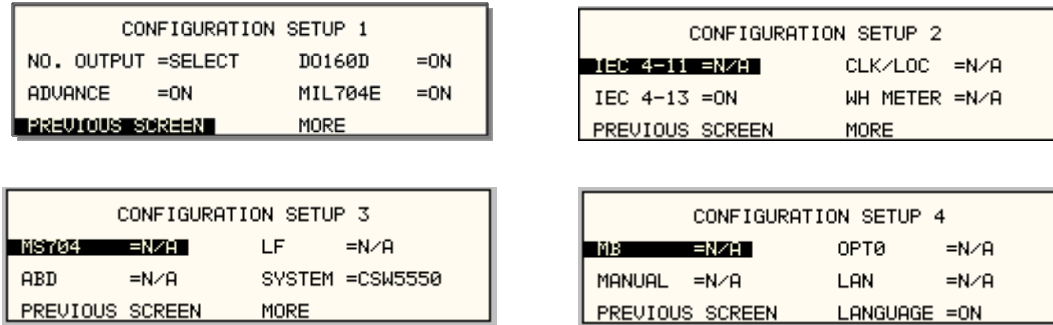 CONFIGURATION SETUP 1
NO. OUTPUT =SELECT DO160D =ON
ADVANCE =ON MIL704E =ON
PREVIOUS SCREEN MORE
CONFIGURATION SETUP 2
IEC 4-11 =N/A CLK/LOC =N/A
IEC 4-13 =ON WH METER =N/A
PREVIOUS SCREEN MORE
CONFIGURATION SETUP 3
MS704 =N/A LF =N/A
ABD =N/A SYSTEM =CSW5550
PREVIOUS SCREEN MORE
CONFIGURATION SETUP 4
MB =N/A OPT0 =N/A
MANUAL =N/A LAN =N/A
PREVIOUS SCREEN LANGUAGE =ON